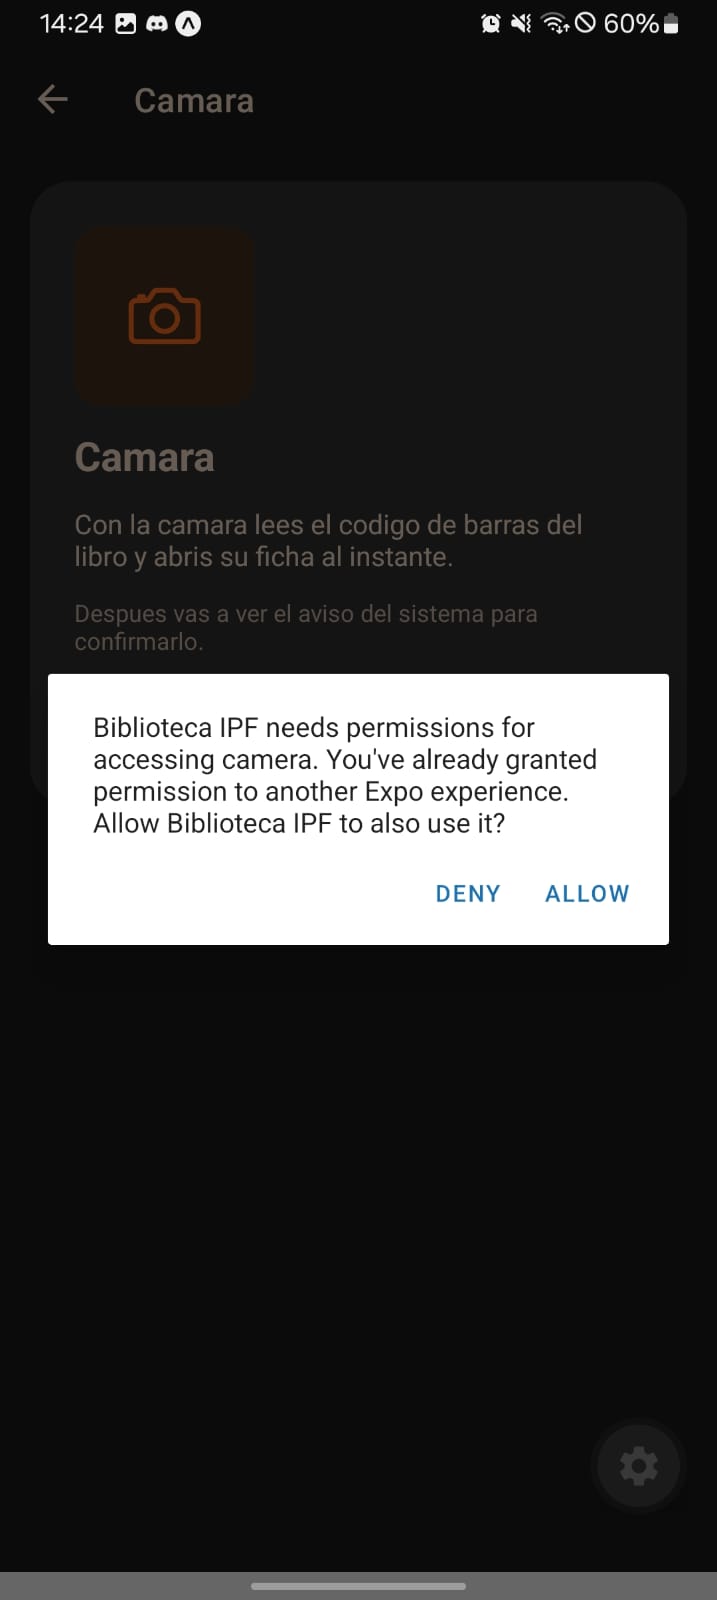 14:24
60%
Camara
Camara
Con la camara lees el codigo de barras del
libro y abris su ficha al instante.
Despues vas a ver el aviso del sistema para
confirmarlo.
Biblioteca IPF needs permissions for
accessing camera. You've already granted
permission to another Expo experience.
Allow Biblioteca IPF to also use it?
DENY ALLOW